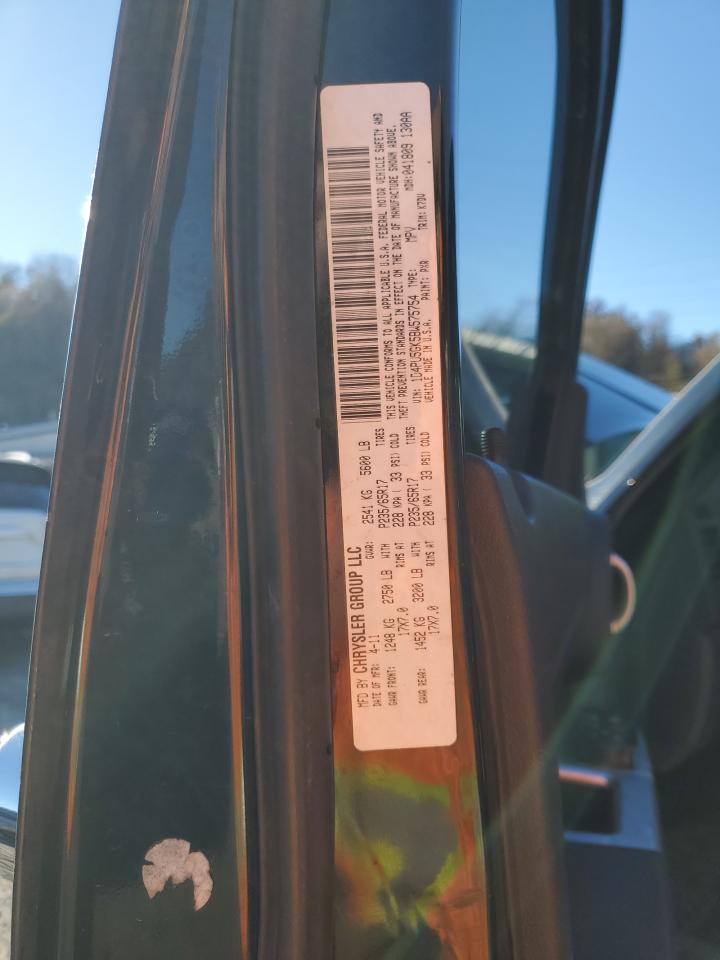 MFD BY CHRYSLER GROUP LLC
DATE OF MFR: 4-11 GVWR: 2541 KG 5600 LB
GAWR FRONT: 1248 KG 2750 LB WITH P235/65R17 TIRES
17X7.0 RIMS AT 228 KPA ( 33 PSI) COLD
GAWR REAR: 1452 KG 3200 LB WITH P235/65R17 TIRES
17X7.0 RIMS AT 228 KPA ( 33 PSI) COLD
THIS VEHICLE CONFORMS TO ALL APPLICABLE U.S.A. FEDERAL MOTOR VEHICLE SAFETY AND
THEFT PREVENTION STANDARDS IN EFFECT ON THE DATE OF MANUFACTURE SHOWN ABOVE.
VIN: 1D4PU5GK5BW575754 TYPE: MPV MDH: 041809 130AA
VEHICLE MADE IN U.S.A. PAINT: PXR TRIM: K7DV